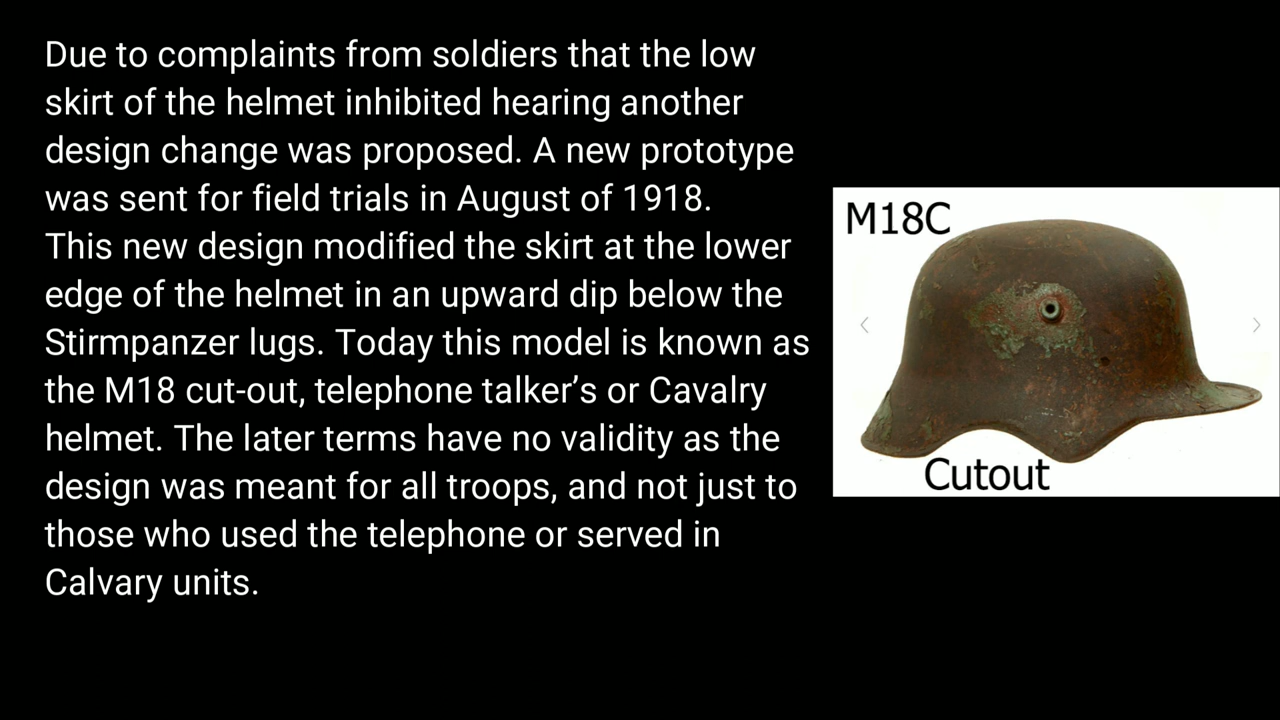 Due to complaints from soldiers that the low
skirt of the helmet inhibited hearing another
design change was proposed. A new prototype
was sent for field trials in August of 1918.
This new design modified the skirt at the lower
edge of the helmet in an upward dip below the
Stirmpanzer lugs. Today this model is known as
the M18 cut-out, telephone talker’s or Cavalry
helmet. The later terms have no validity as the
design was meant for all troops, and not just to
those who used the telephone or served in
Calvary units.
M18C
Cutout